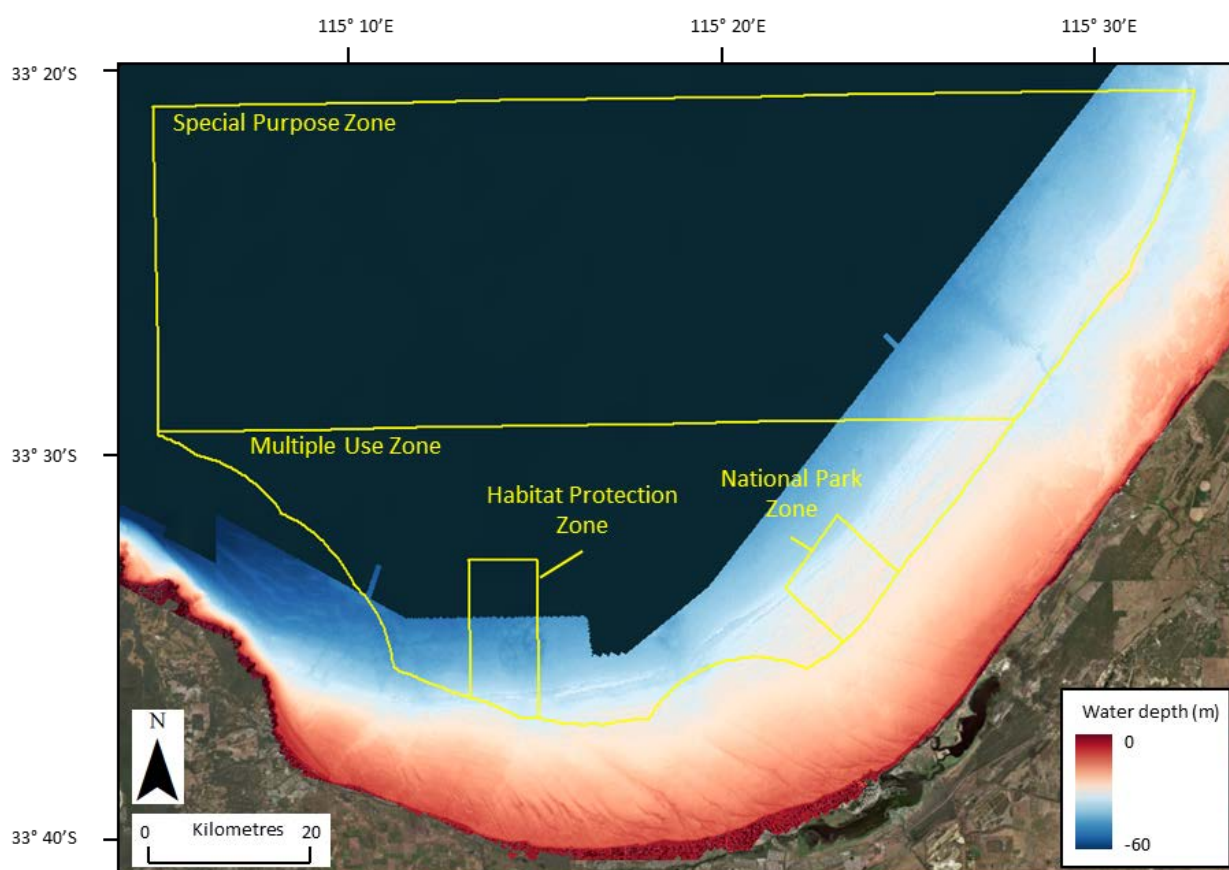 115° 10’E
115° 20’E
115° 30’E
33° 20’S
Special Purpose Zone
Multiple Use Zone
33° 30’S
National Park
Zone
Habitat Protection
Zone
Water depth (m)
0
-60
N
0 Kilometres 20
33° 40’S